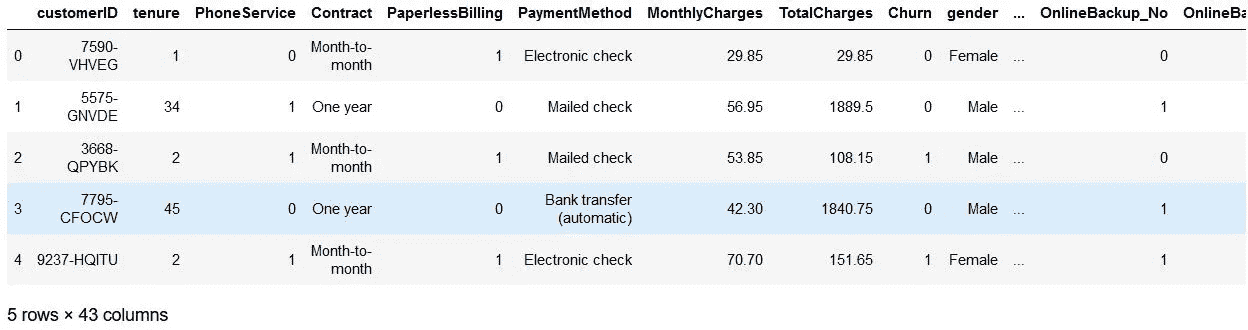 customerID tenure PhoneService Contract PaperlessBilling PaymentMethod MonthlyCharges TotalCharges Churn gender ... OnlineBackup_No OnlineBa
0 7590-VHVEG 1 0 Month-to-month 1 Electronic check 29.85 29.85 0 Female ... 0
1 5575-GNVDE 34 1 One year 0 Mailed check 56.95 1889.5 0 Male ... 1
2 3668-QPYBK 2 1 Month-to-month 1 Mailed check 53.85 108.15 1 Male ... 0
3 7795-CFOCW 45 0 One year 0 Bank transfer (automatic) 42.30 1840.75 0 Male ... 1
4 9237-HQITU 2 1 Month-to-month 1 Electronic check 70.70 151.65 1 Female ... 1
5 rows × 43 columns